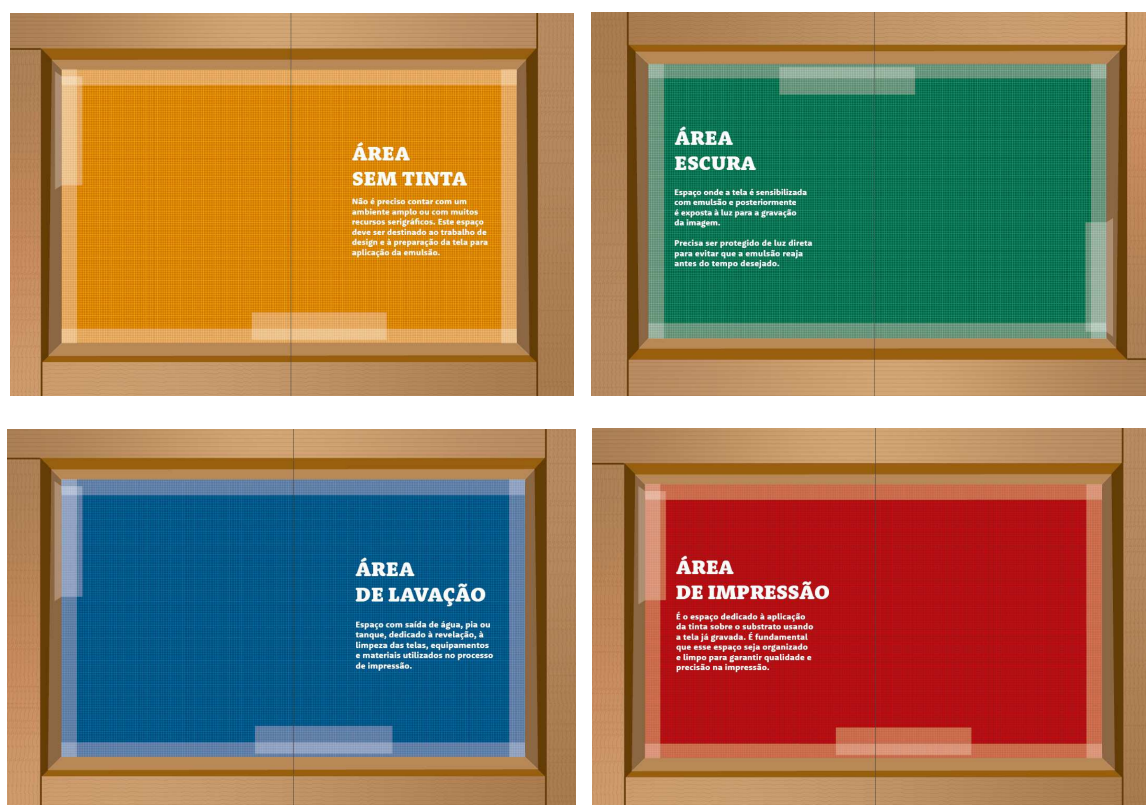 ÁREA
SEM TINTA
Não é preciso contar com um
ambiente amplo ou com muitos
recursos serigráficos. Este espaço
deve ser destinado ao trabalho de
design e à preparação da tela para
aplicação da emulsão.
ÁREA
ESCURA
Espaço onde a tela é sensibilizada
com emulsão e posteriormente
é exposta à luz para a gravação
da imagem.
Precisa ser protegido de luz direta
para evitar que a emulsão reaja
antes do tempo desejado.
ÁREA
DE LAVAÇÃO
Espaço com saída de água, pia ou
tanque, dedicado à revelação, à
limpeza das telas, equipamentos
e materiais utilizados no processo
de impressão.
ÁREA
DE IMPRESSÃO
É o espaço dedicado à aplicação
da tinta sobre o substrato usando
a tela já gravada. É fundamental
que esse espaço seja organizado
e limpo para garantir qualidade e
precisão na impressão.